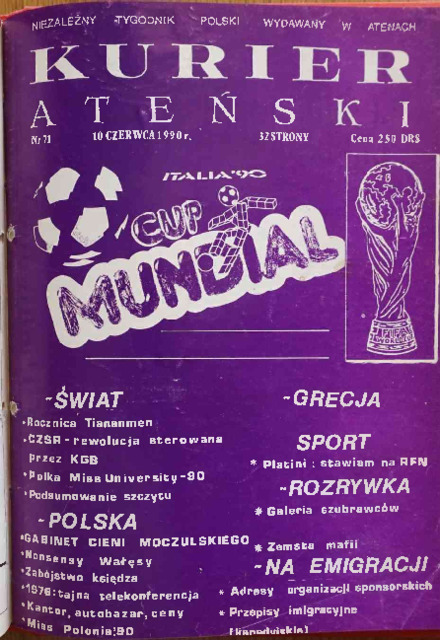 NIEZALEŻNY TYGODNIK POLSKI WYDAWANY W ATENACH
KURIER
ATEŃSKI
Nr 71 10 CZERWCA 1990 r. 32 STRONY Cena 250 DRS
ITALIA'90
CUP
MUNDIAL
-ŚWIAT
•Rocznica Tiananmen
•CZSR - rewolucja sterowana
przez KGB
•Polka Miss University-90
•Podsumowanie szczytu
-POLSKA
•GABINET CIENI MOCZULSKIEGO
•Nonsensy Wałęsy
•Zabójstwo księdza
•1976: tajna telekonferencja
•Kantor, autobazar, ceny
•Miss Polonia'90
-GRECJA
SPORT
* Platini : stawiam na RFN
-ROZRYWKA
* Galeria szubrawców
* Zemsta mafii
-NA EMIGRACJI
* Adresy organizacji sponsorskich
* Przepisy imigracyjne
(kanadyjskie)